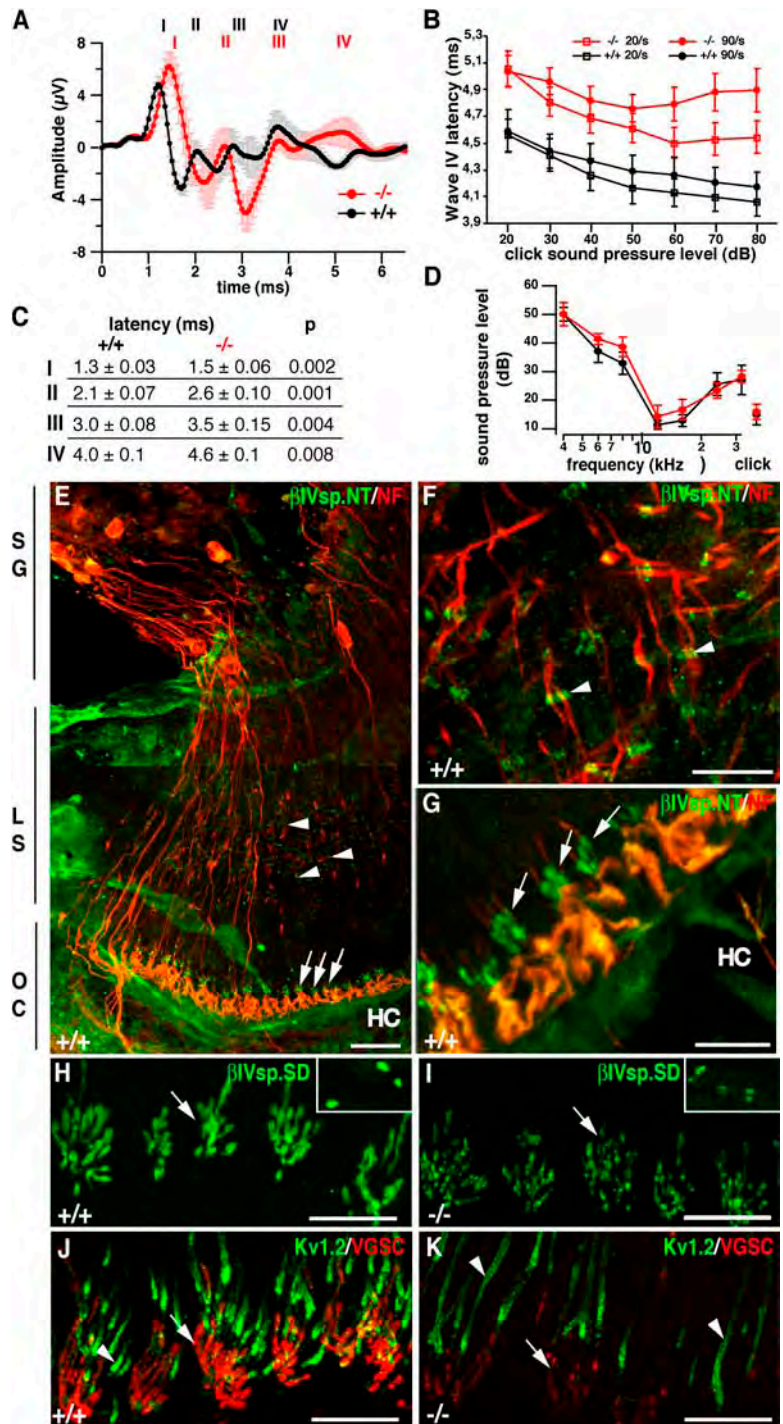 A
I II III IV
I II III IV
Amplitude (µV)
8
4
0
-4
-8
-/-
+/+
0 1 2 3 4 5 6
time (ms)
B
Wave IV latency (ms)
5,1
4,9
4,7
4,5
4,3
4,1
3,9
-/- 20/s -/- 90/s
+/+ 20/s +/+ 90/s
20 30 40 50 60 70 80
click sound pressure level (dB)
C
latency (ms) p
+/+ -/-
I 1.3 ± 0.03 1.5 ± 0.06 0.002
II 2.1 ± 0.07 2.6 ± 0.10 0.001
III 3.0 ± 0.08 3.5 ± 0.15 0.004
IV 4.0 ± 0.1 4.6 ± 0.1 0.008
D
sound pressure level
(dB)
60
50
40
30
20
10
4 5 6 7 8 10 2 3
frequency (kHz ) click
SG
LS
OC
E βIVsp.NT/NF
HC
+/+
F βIVsp.NT/NF
+/+
G βIVsp.NT/NF
HC
+/+
H βIVsp.SD
+/+
I βIVsp.SD
-/-
J Kv1.2/VGSC
+/+
K Kv1.2/VGSC
-/-